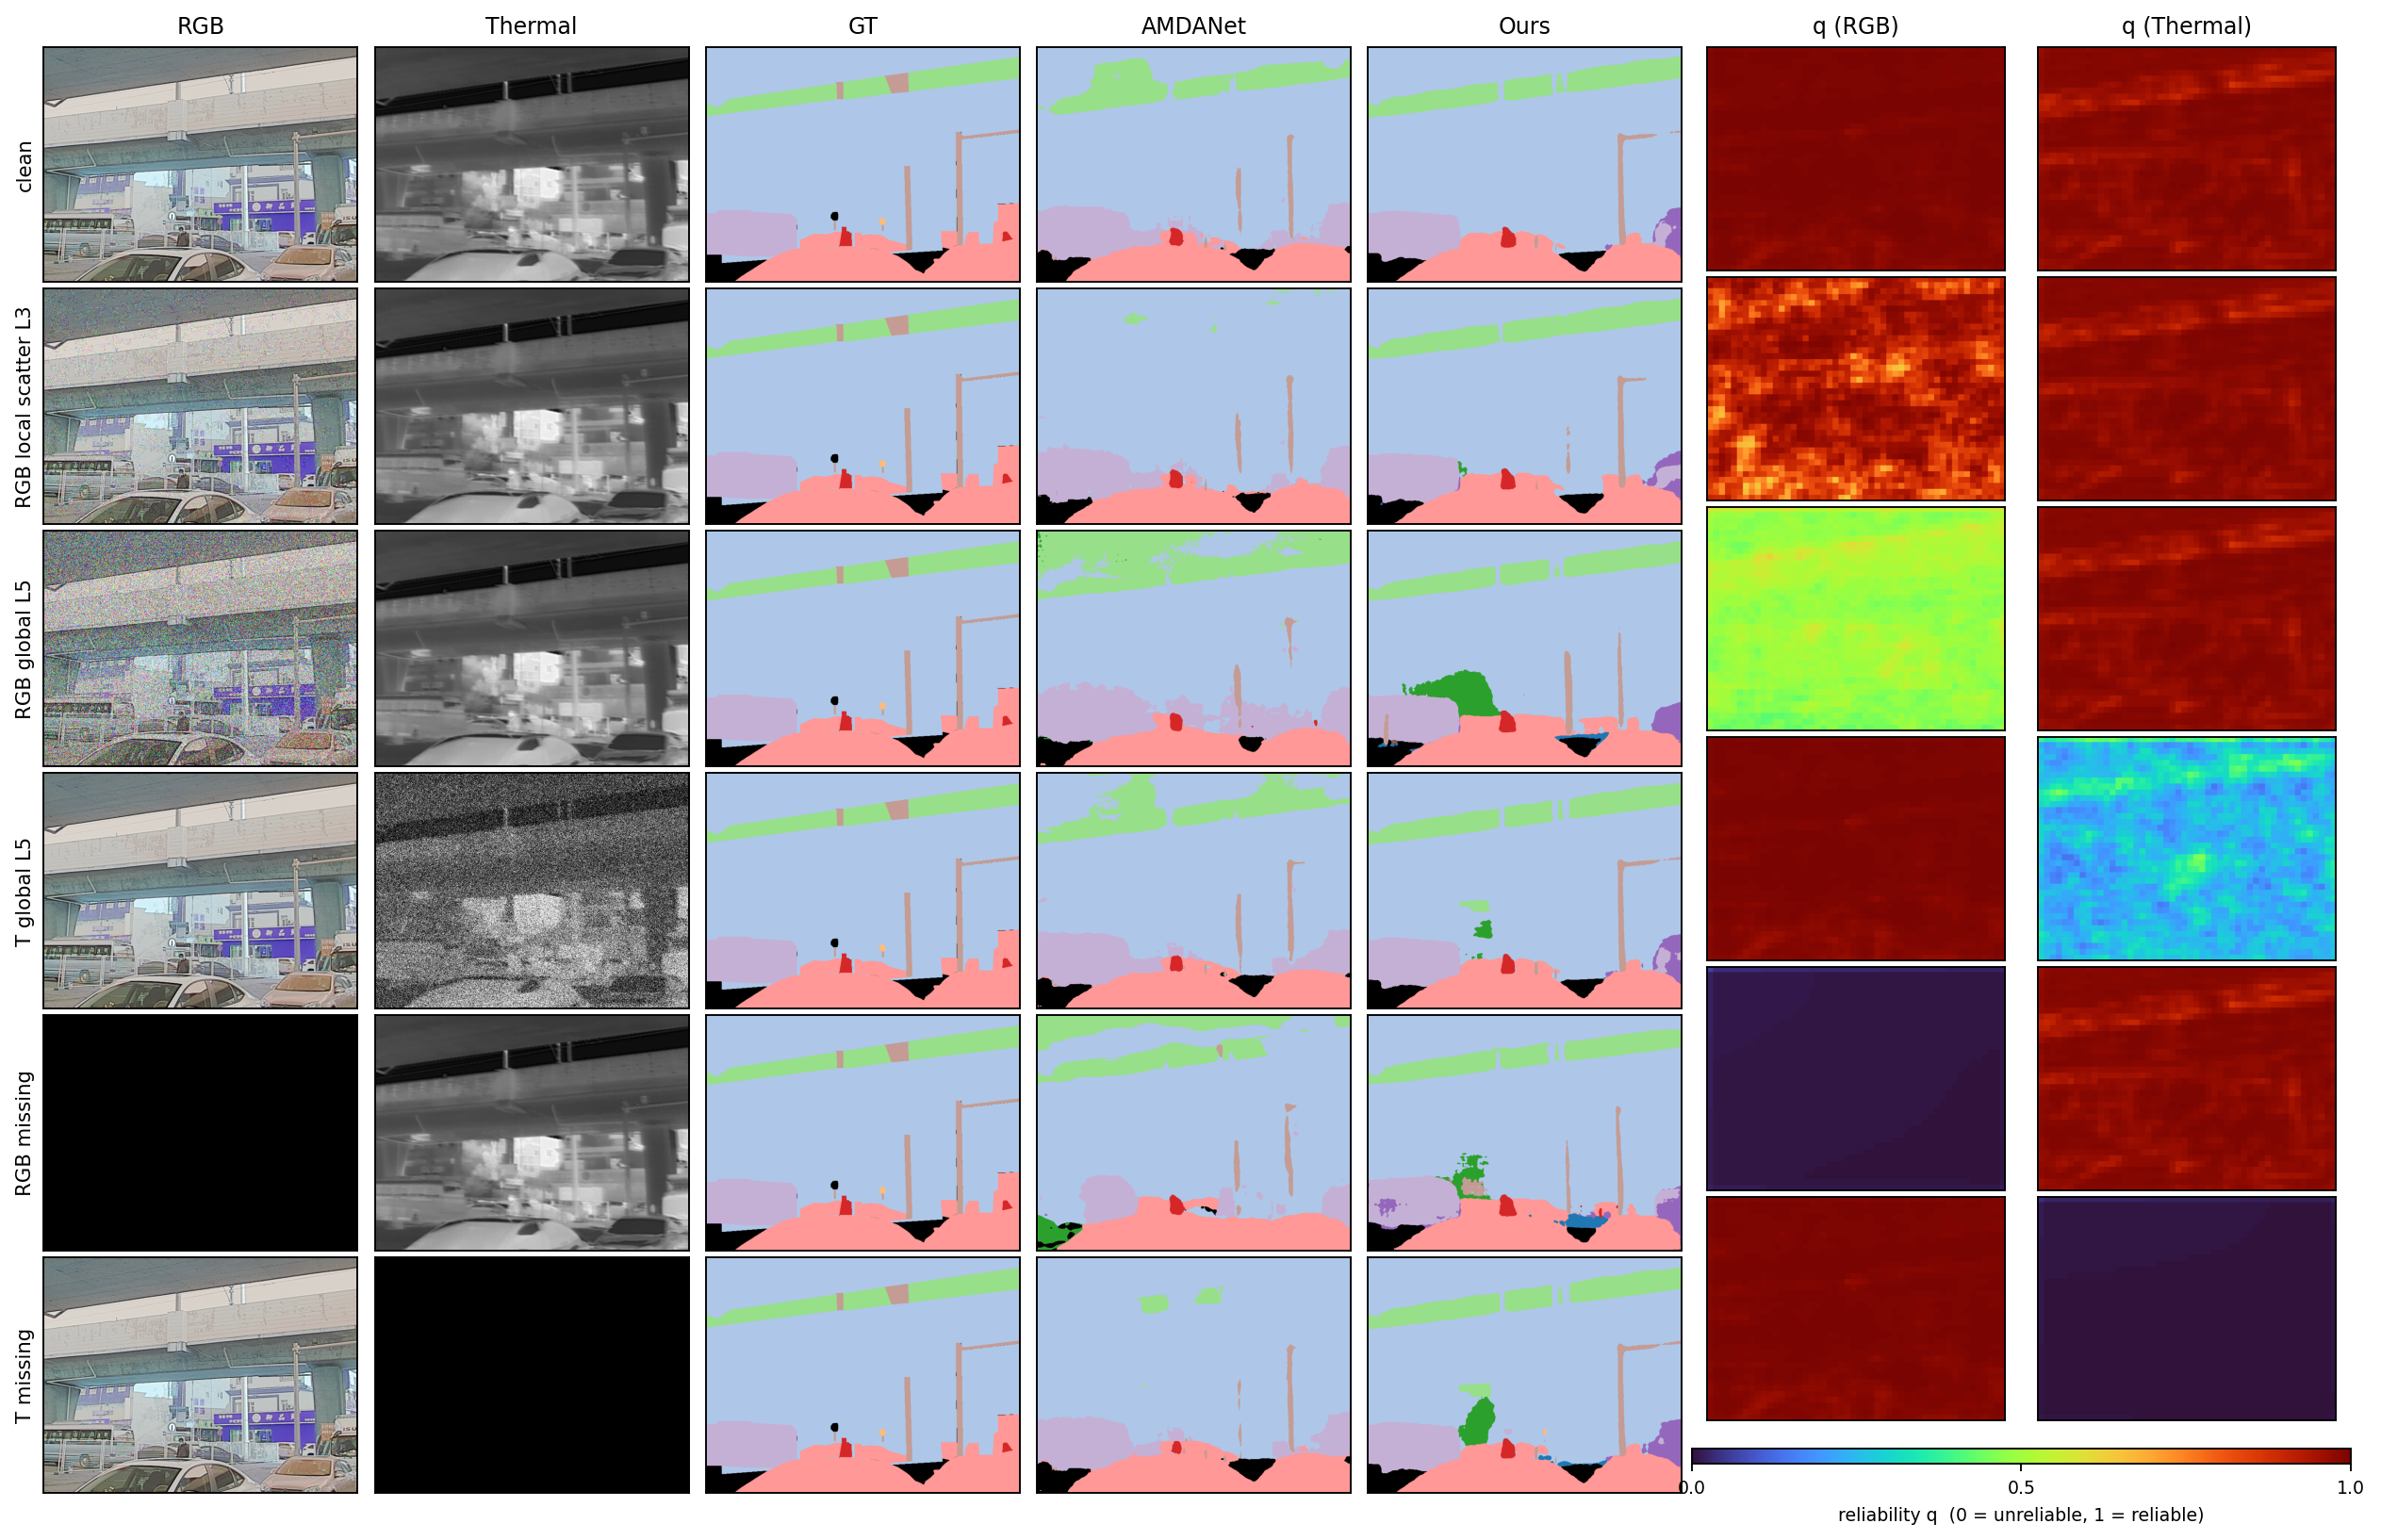 RGB Thermal GT AMDANet Ours q (RGB) q (Thermal)
clean
RGB local scatter L3
RGB global L5
T global L5
RGB missing
T missing
0.0 0.5 1.0
reliability q (0 = unreliable, 1 = reliable)